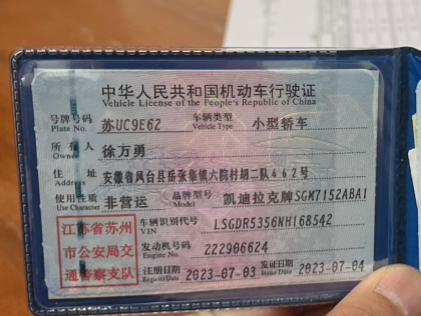 中华人民共和国机动车行驶证
Vehicle License of the People's Republic of China
号牌号码 苏UC9E62 车辆类型 小型轿车
Plate No. Vehicle Type
所有人 徐万勇
Owner
住址 安徽省凤台县岳张集镇六院村胡二队462号
Address
使用性质 非营运 品牌型号 凯迪拉克牌SGM7152ABA1
Use Character Model
江苏省苏州市公安局交通警察支队
车辆识别代号 LSGDR5356NH168542
VIN
发动机号码 222906624
Engine No.
注册日期 2023-07-03 发证日期 2023-07-04
Register Date Issue Date